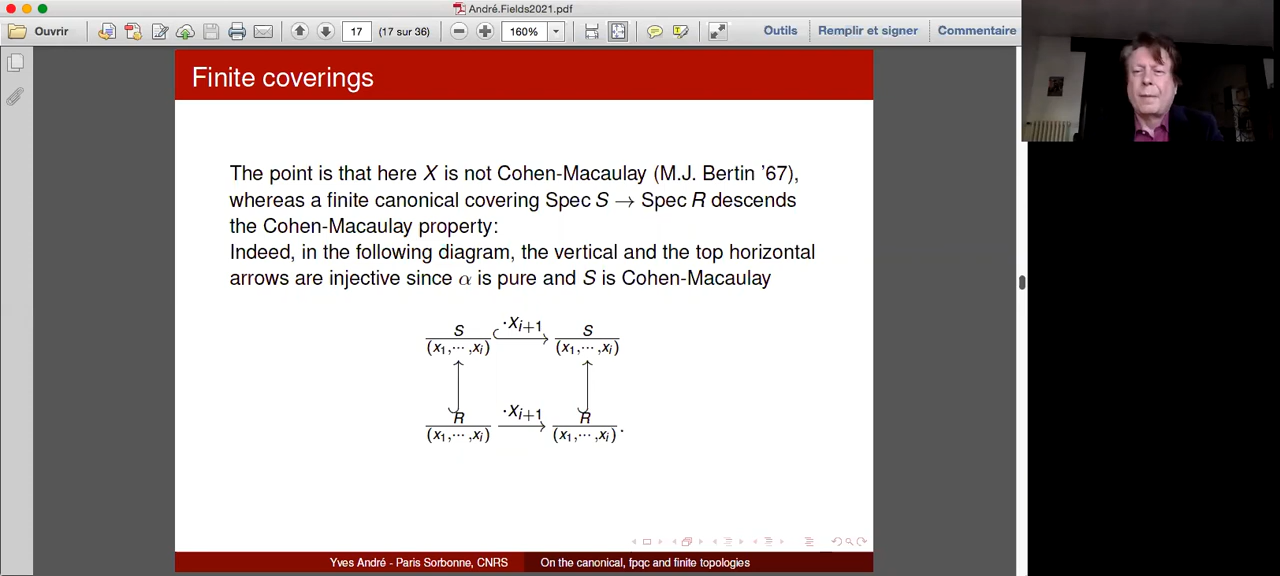 André.Fields2021.pdf
Ouvrir
17
(17 sur 36)
160%
Outils
Remplir et signer
Commentaire
Finite coverings
The point is that here X is not Cohen-Macaulay (M.J. Bertin '67),
whereas a finite canonical covering Spec S → Spec R descends
the Cohen-Macaulay property:
Indeed, in the following diagram, the vertical and the top horizontal
arrows are injective since α is pure and S is Cohen-Macaulay
S ·x_{i+1} S
(x₁,⋯,xᵢ) (x₁,⋯,xᵢ)
R ·x_{i+1} R
(x₁,⋯,xᵢ) (x₁,⋯,xᵢ).
Yves André - Paris Sorbonne, CNRS
On the canonical, fpqc and finite topologies